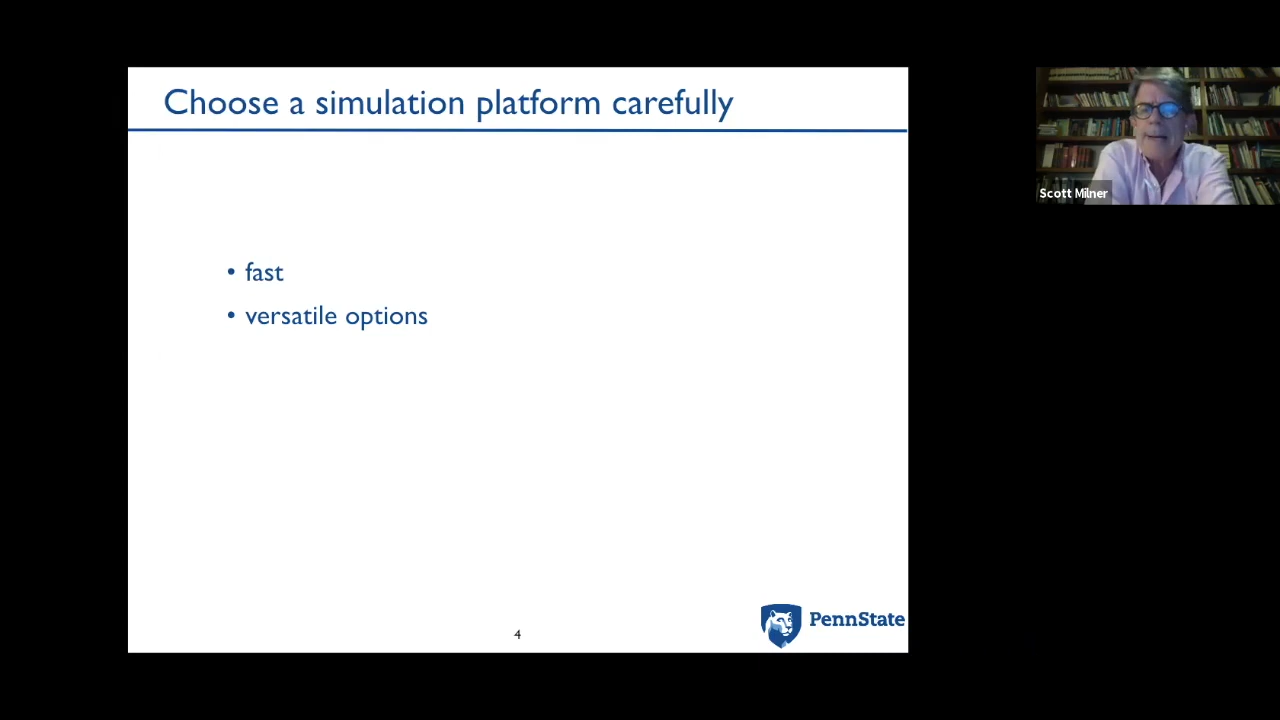 Choose a simulation platform carefully
• fast
• versatile options
4
PennState
Scott Milner